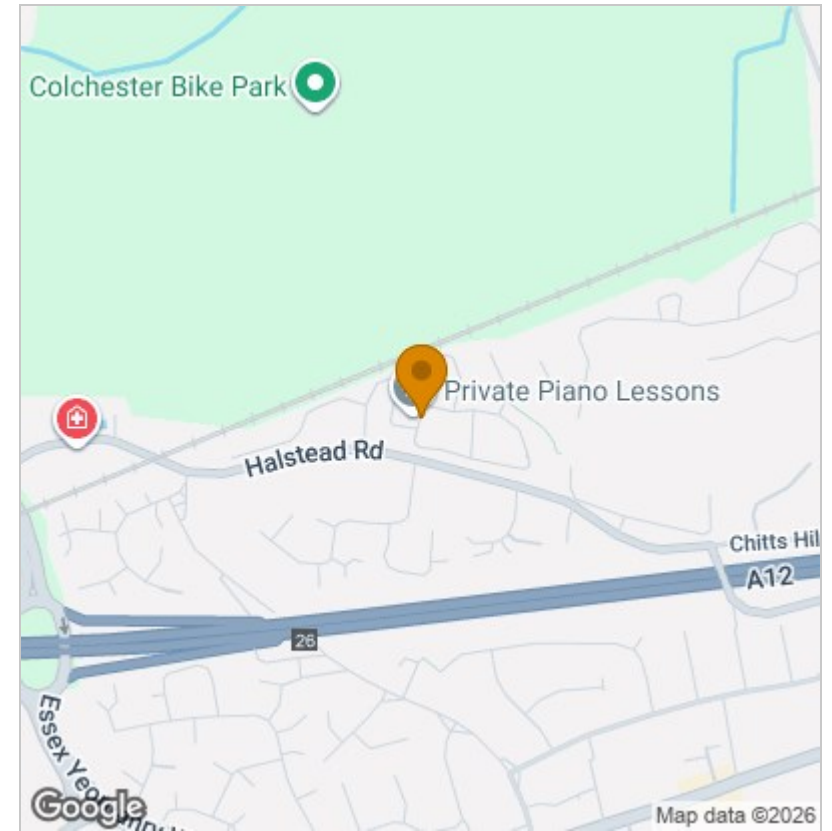 Colchester Bike Park
Private Piano Lessons
Halstead Rd
Chitts Hil
A12
26
Essex Yeo
Google
Map data ©2026